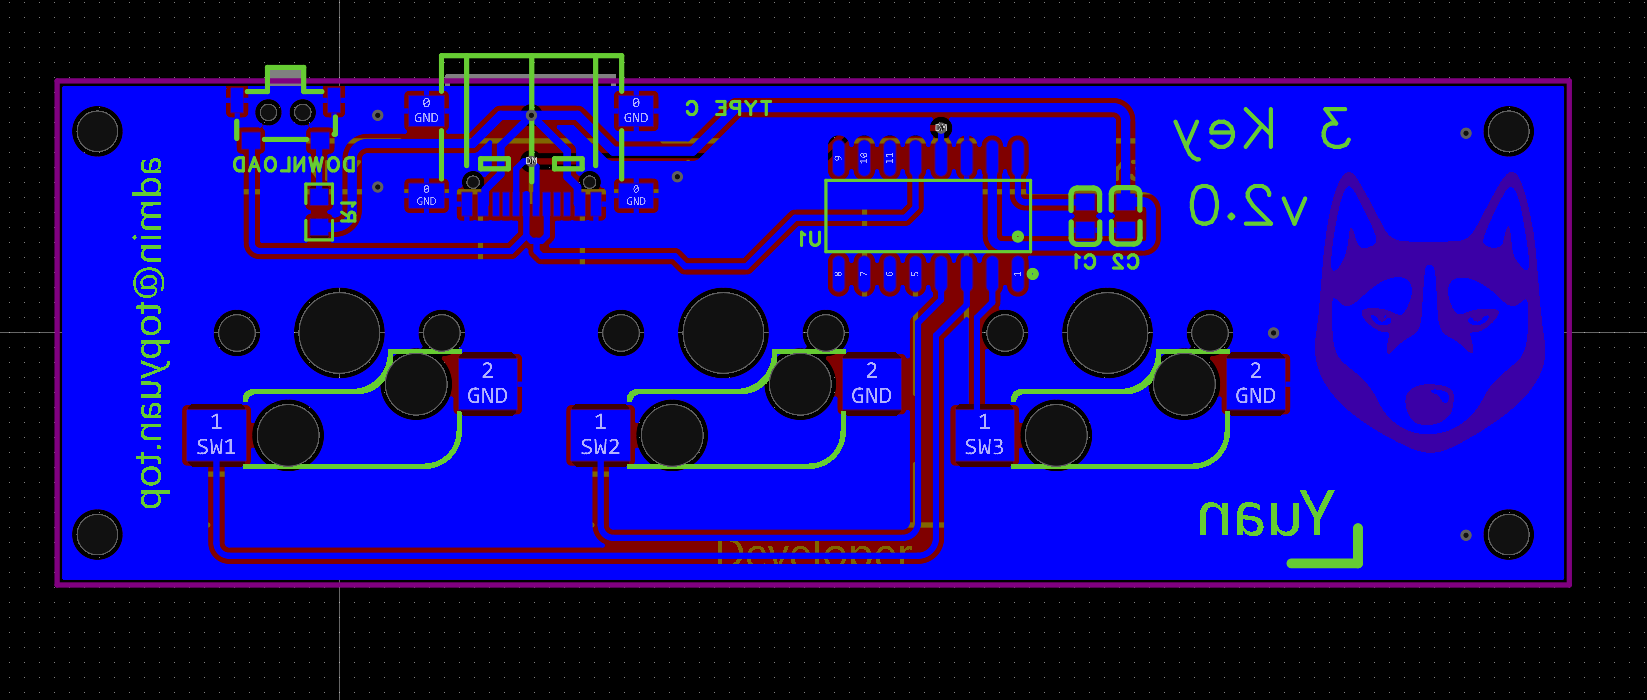 0
GND
0
GND
TYPE C
3 Key
DM
9
10
11
DOWNLOAD
DM
0
GND
0
GND
R1
v2.0
U1
C1
C2
8
7
6
5
1
admin@topyuan.top
2
GND
2
GND
2
GND
1
SW1
1
SW2
1
SW3
Yuan
Developer